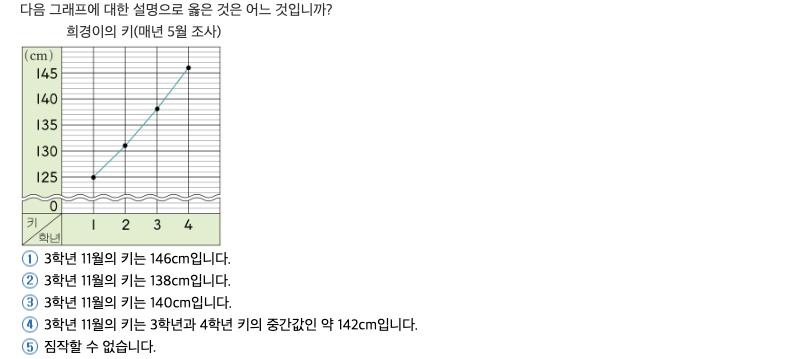 다음 그래프에 대한 설명으로 옳은 것은 어느 것입니까?
희경이의 키(매년 5월 조사)
(cm)
145
140
135
130
125
0
키
학년
1 2 3 4
① 3학년 11월의 키는 146cm입니다.
② 3학년 11월의 키는 138cm입니다.
③ 3학년 11월의 키는 140cm입니다.
④ 3학년 11월의 키는 3학년과 4학년 키의 중간값인 약 142cm입니다.
⑤ 짐작할 수 없습니다.